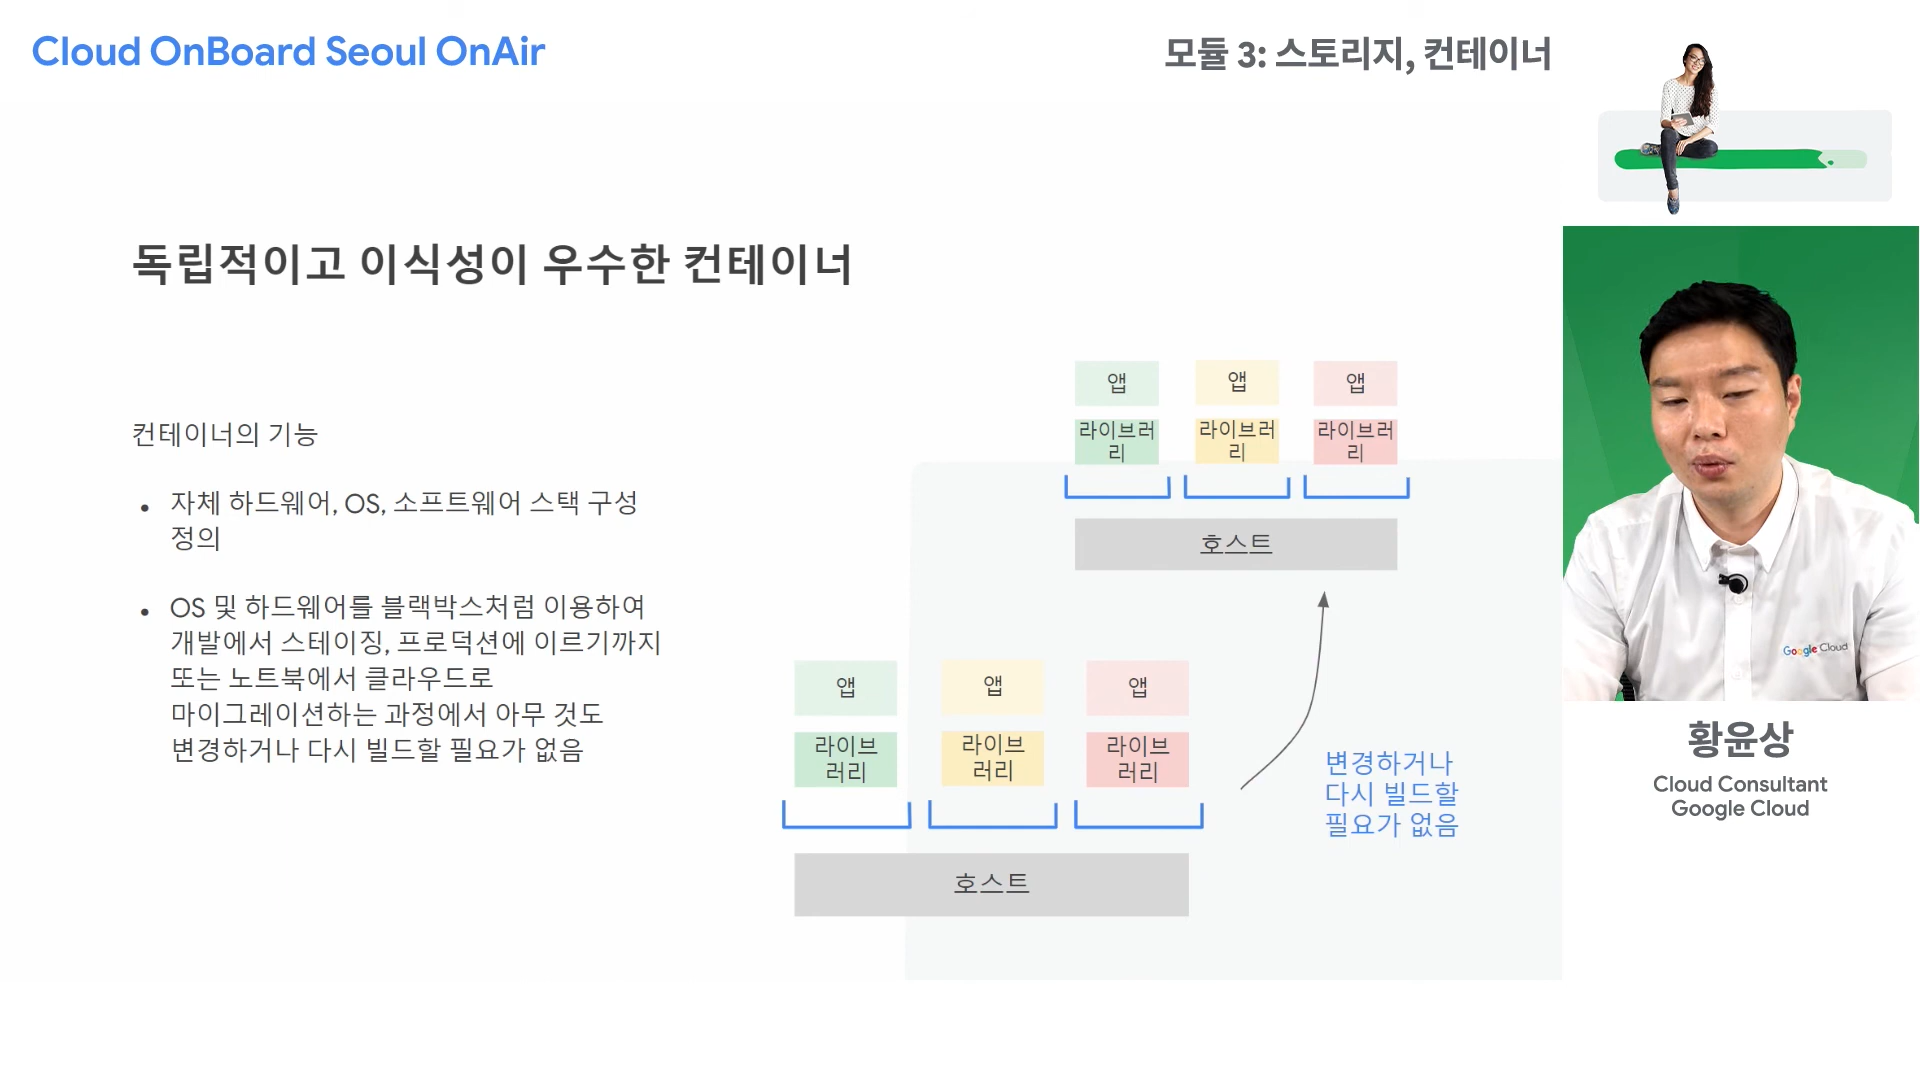 Cloud OnBoard Seoul OnAir
모듈 3: 스토리지, 컨테이너
독립적이고 이식성이 우수한 컨테이너
컨테이너의 기능
• 자체 하드웨어, OS, 소프트웨어 스택 구성
정의
• OS 및 하드웨어를 블랙박스처럼 이용하여
개발에서 스테이징, 프로덕션에 이르기까지
또는 노트북에서 클라우드로
마이그레이션하는 과정에서 아무 것도
변경하거나 다시 빌드할 필요가 없음
앱 앱 앱
라이브러 라이브러 라이브러
리 리 리
호스트
앱 앱 앱
라이브 라이브 라이브
러리 러리 러리
호스트
변경하거나
다시 빌드할
필요가 없음
Google Cloud
황윤상
Cloud Consultant
Google Cloud